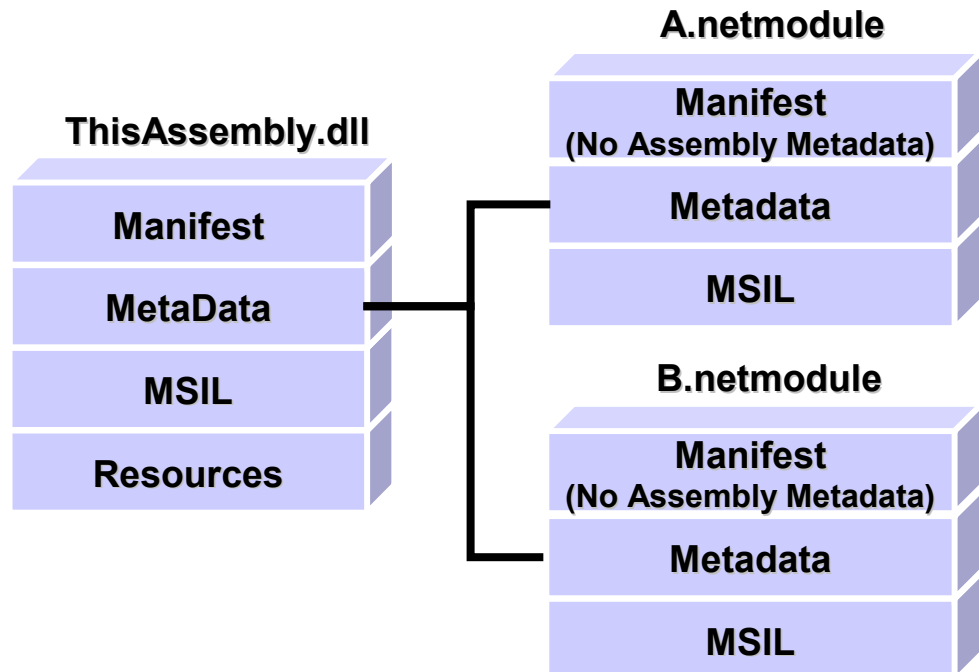 ThisAssembly.dll
Manifest
MetaData
MSIL
Resources
A.netmodule
Manifest
(No Assembly Metadata)
Metadata
MSIL
B.netmodule
Manifest
(No Assembly Metadata)
Metadata
MSIL